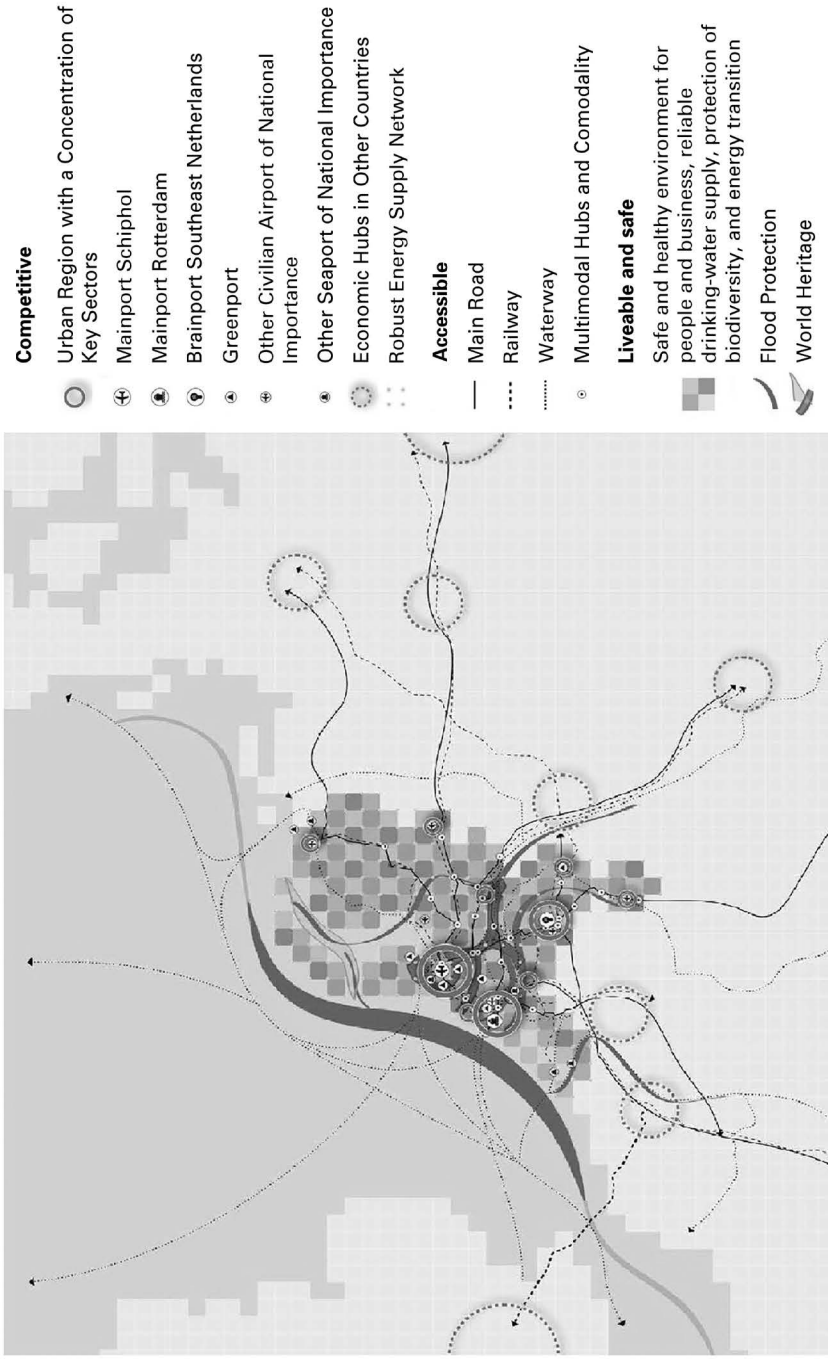 Competitive
Urban Region with a Concentration of
Key Sectors
Mainport Schiphol
Mainport Rotterdam
Brainport Southeast Netherlands
Greenport
Other Civilian Airport of National
Importance
Other Seaport of National Importance
Economic Hubs in Other Countries
Robust Energy Supply Network
Accessible
Main Road
Railway
Waterway
Multimodal Hubs and Comodality
Liveable and safe
Safe and healthy environment for
people and business, reliable
drinking-water supply, protection of
biodiversity, and energy transition
Flood Protection
World Heritage